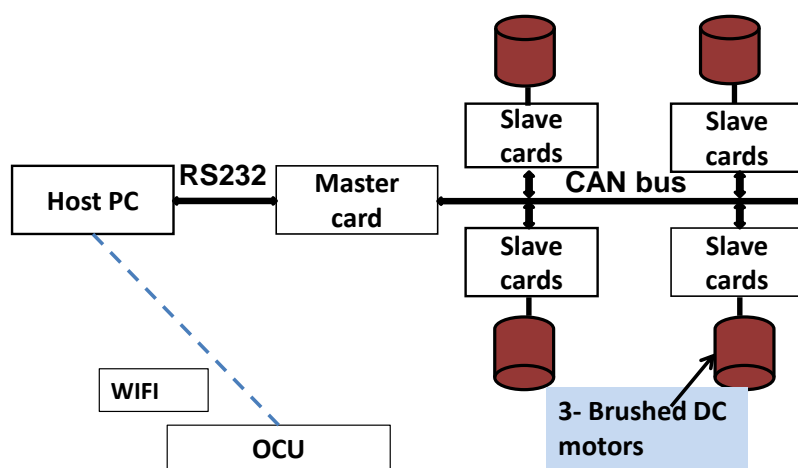 Slave
cards
Slave
cards
RS232
CAN bus
Host PC
Master
card
Slave
cards
Slave
cards
WIFI
3- Brushed DC
motors
OCU